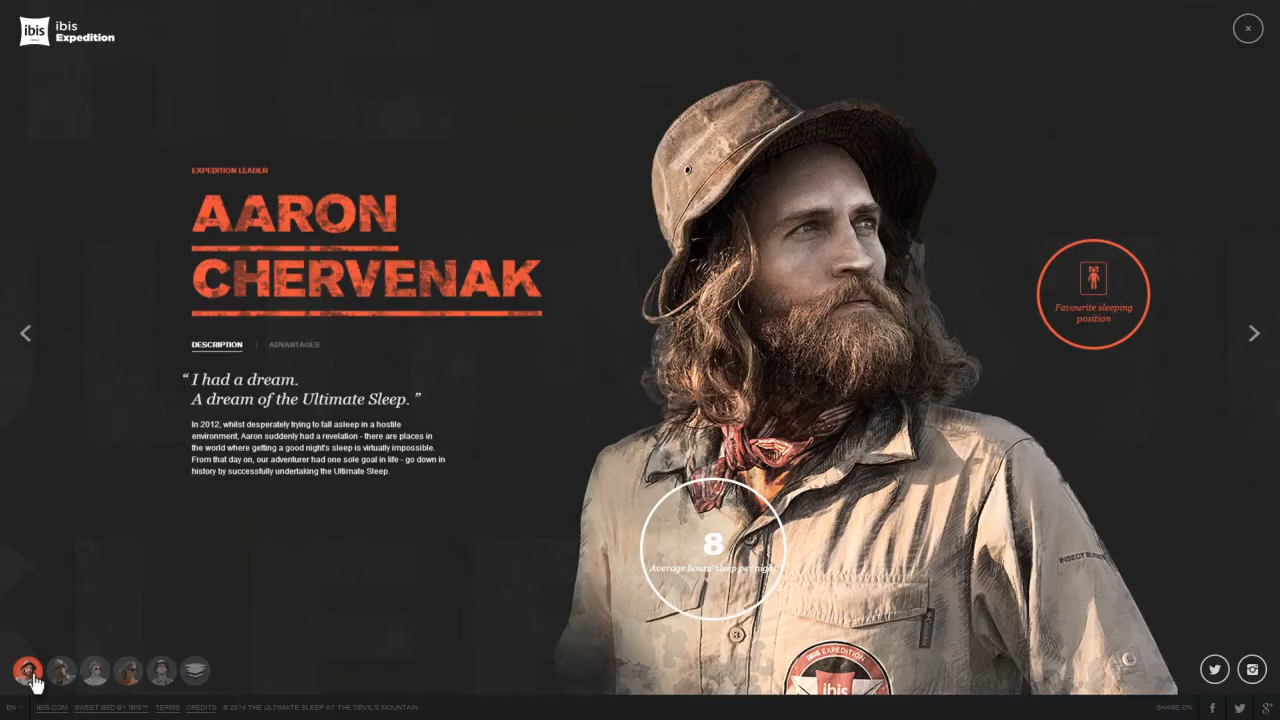 ibis
ibis
Expedition
EXPEDITION LEADER
AARON
CHERVENAK
DESCRIPTION | ADVANTAGES
“ I had a dream.
A dream of the Ultimate Sleep. ”
In 2012, whilst desperately trying to fall asleep in a hostile
environment, Aaron suddenly had a revelation - there are places in
the world where getting a good night's sleep is virtually impossible.
From that day on, our adventurer had one sole goal in life - go down in
history by successfully undertaking the Ultimate Sleep.
Favourite sleeping
position
8
Average hours' sleep per night
IBIS EXPEDITION
ibis
EN IBIS.COM SWEET BED BY IBIS™ TERMS CREDITS © 2014 THE ULTIMATE SLEEP AT THE DEVIL'S MOUNTAIN SHARE ON